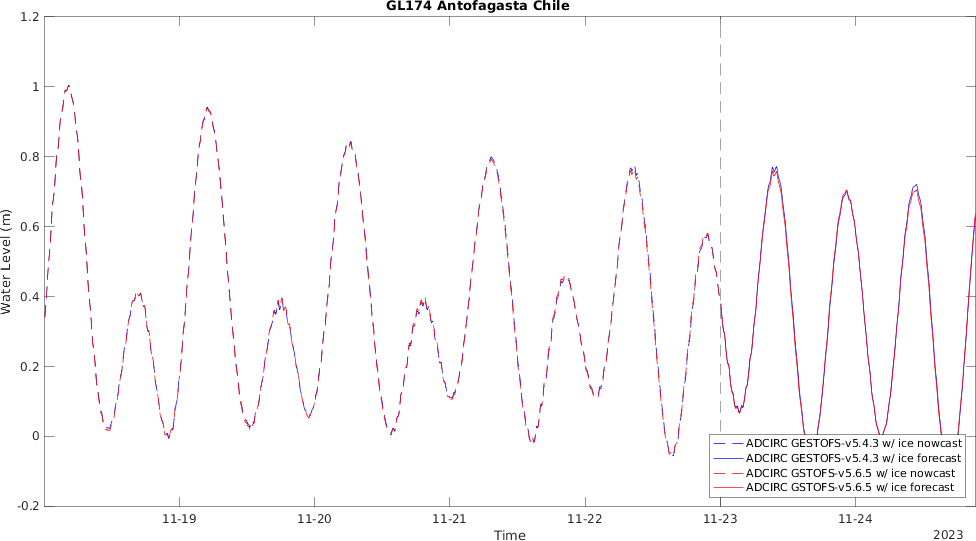 GL174 Antofagasta Chile
1.2
1
0.8
0.6
0.4
0.2
0
-0.2
Water Level (m)
11-19
11-20
11-21
11-22
11-23
11-24
Time
2023
ADCIRC GESTOFS-v5.4.3 w/ ice nowcast
ADCIRC GESTOFS-v5.4.3 w/ ice forecast
ADCIRC GSTOFS-v5.6.5 w/ ice nowcast
ADCIRC GSTOFS-v5.6.5 w/ ice forecast